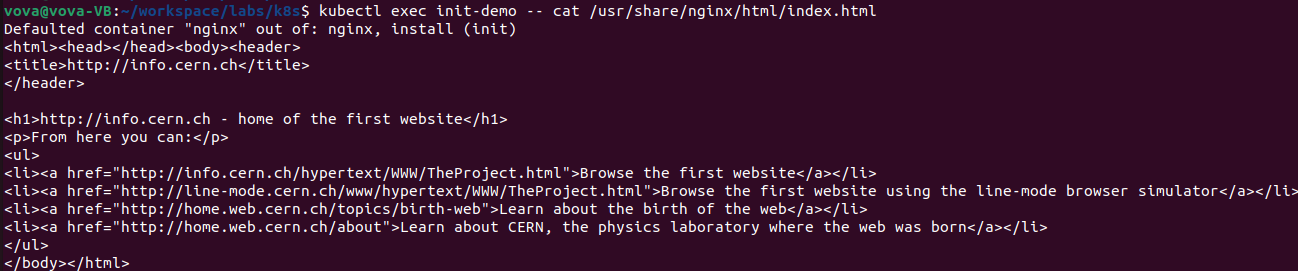 vova@vova-VB:~/workspace/labs/k8s$ kubectl exec init-demo -- cat /usr/share/nginx/html/index.html
Defaulted container "nginx" out of: nginx, install (init)
<html><head></head><body><header>
<title>http://info.cern.ch</title>
</header>

<h1>http://info.cern.ch - home of the first website</h1>
<p>From here you can:</p>
<ul>
<li><a href="http://info.cern.ch/hypertext/WWW/TheProject.html">Browse the first website</a></li>
<li><a href="http://line-mode.cern.ch/www/hypertext/WWW/TheProject.html">Browse the first website using the line-mode browser simulator</a></li>
<li><a href="http://home.web.cern.ch/topics/birth-web">Learn about the birth of the web</a></li>
<li><a href="http://home.web.cern.ch/about">Learn about CERN, the physics laboratory where the web was born</a></li>
</ul>
</body></html>